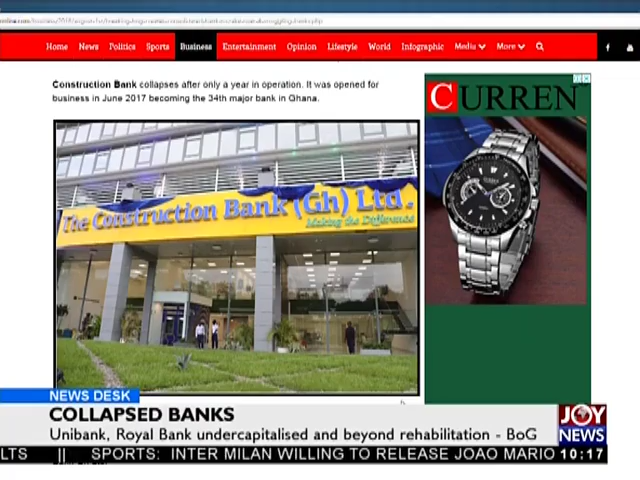 Home News Politics Sports Business Entertainment Opinion Lifestyle World Infographic Media More
Construction Bank collapses after only a year in operation. It was opened for
business in June 2017 becoming the 34th major bank in Ghana.
CURREN
The Construction Bank (Gh) Ltd.
Making the Difference
NEWS DESK
COLLAPSED BANKS
Unibank, Royal Bank undercapitalised and beyond rehabilitation - BoG
JOY
NEWS
LTS || SPORTS: INTER MILAN WILLING TO RELEASE JOAO MARIO 10:17